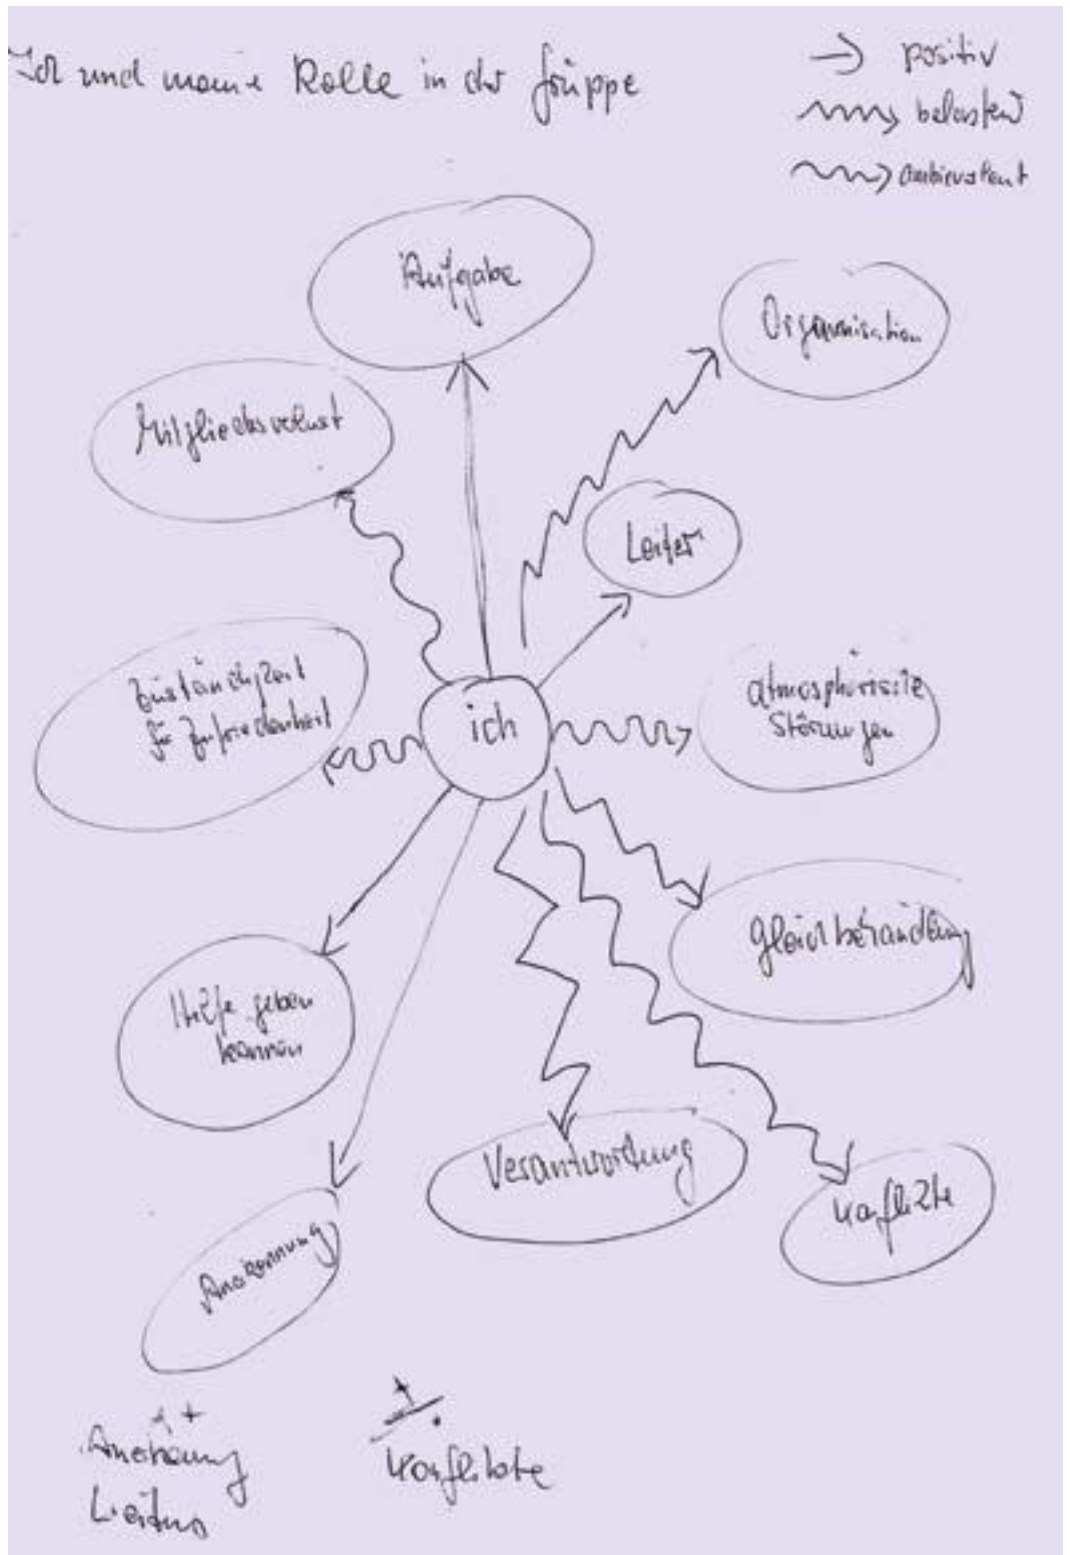 Ich und meine Rolle in der Gruppe
→ positiv
belastend
ambivalent
Aufgabe
Organisation
Mitgliedsverlust
Leiter
Zuständigkeit
für Zufriedenheit
ich
atmosphärische
Störungen
Gleichbehandlung
Hilfe geben
können
Verantwortung
Konflikte
Anerkennung
+
+
Anerkennung
Konflikte
Leitung